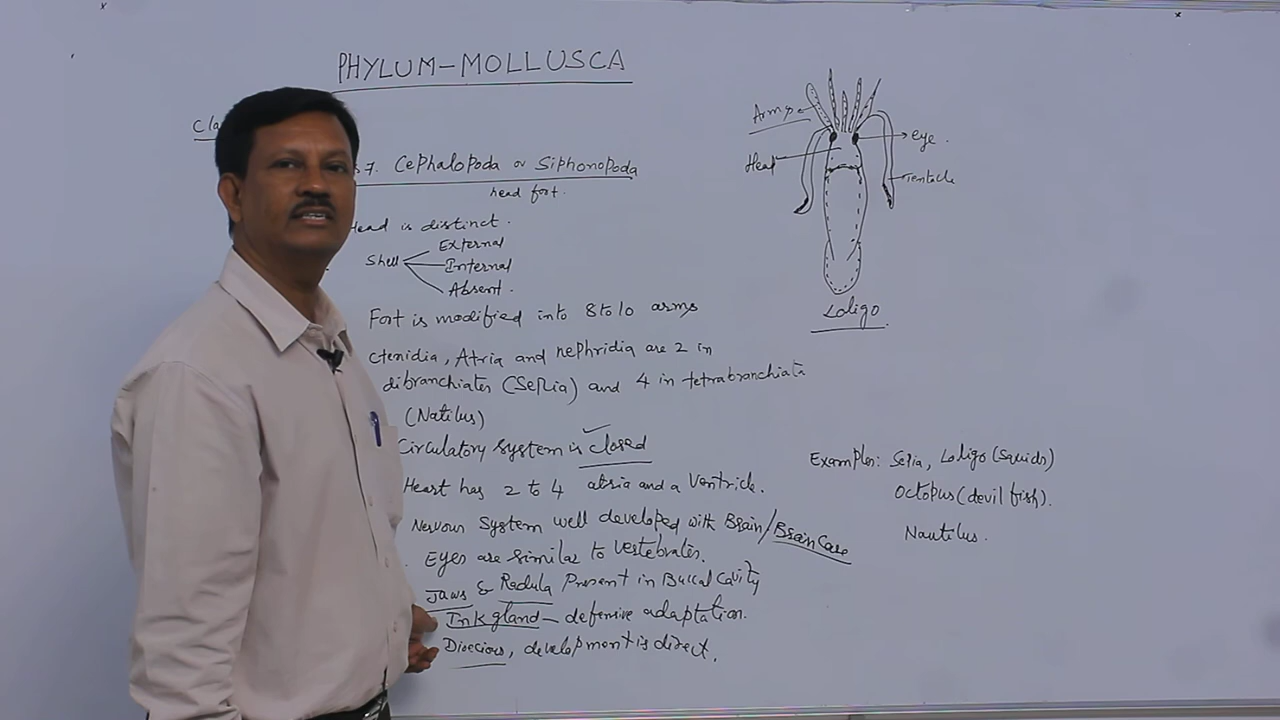 PHYLUM-MOLLUSCA
Cla
s 7. Cephalopoda or Siphonopoda
head foot.
Head is distinct.
Shell
External
Internal
Absent.
Foot is modified into 8 to 10 arms
Ctenidia, Atria and nephridia are 2 in
dibranchiates (Sepia) and 4 in tetrabranchiata
(Natilus)
Circulatory system is closed
Heart has 2 to 4 atria and a Ventricle.
Nervous System well developed with Brain/Brain Case
Eyes are similar to vertebrates.
Jaws & Radula Present in Buccal cavity
Ink gland – defensive adaptation.
Dioecious, development is direct.
Arms
eye.
Head
Tentacle
Loligo
Examples: Sepia, Loligo (Squids)
Octopus (devil fish).
Nautilus.